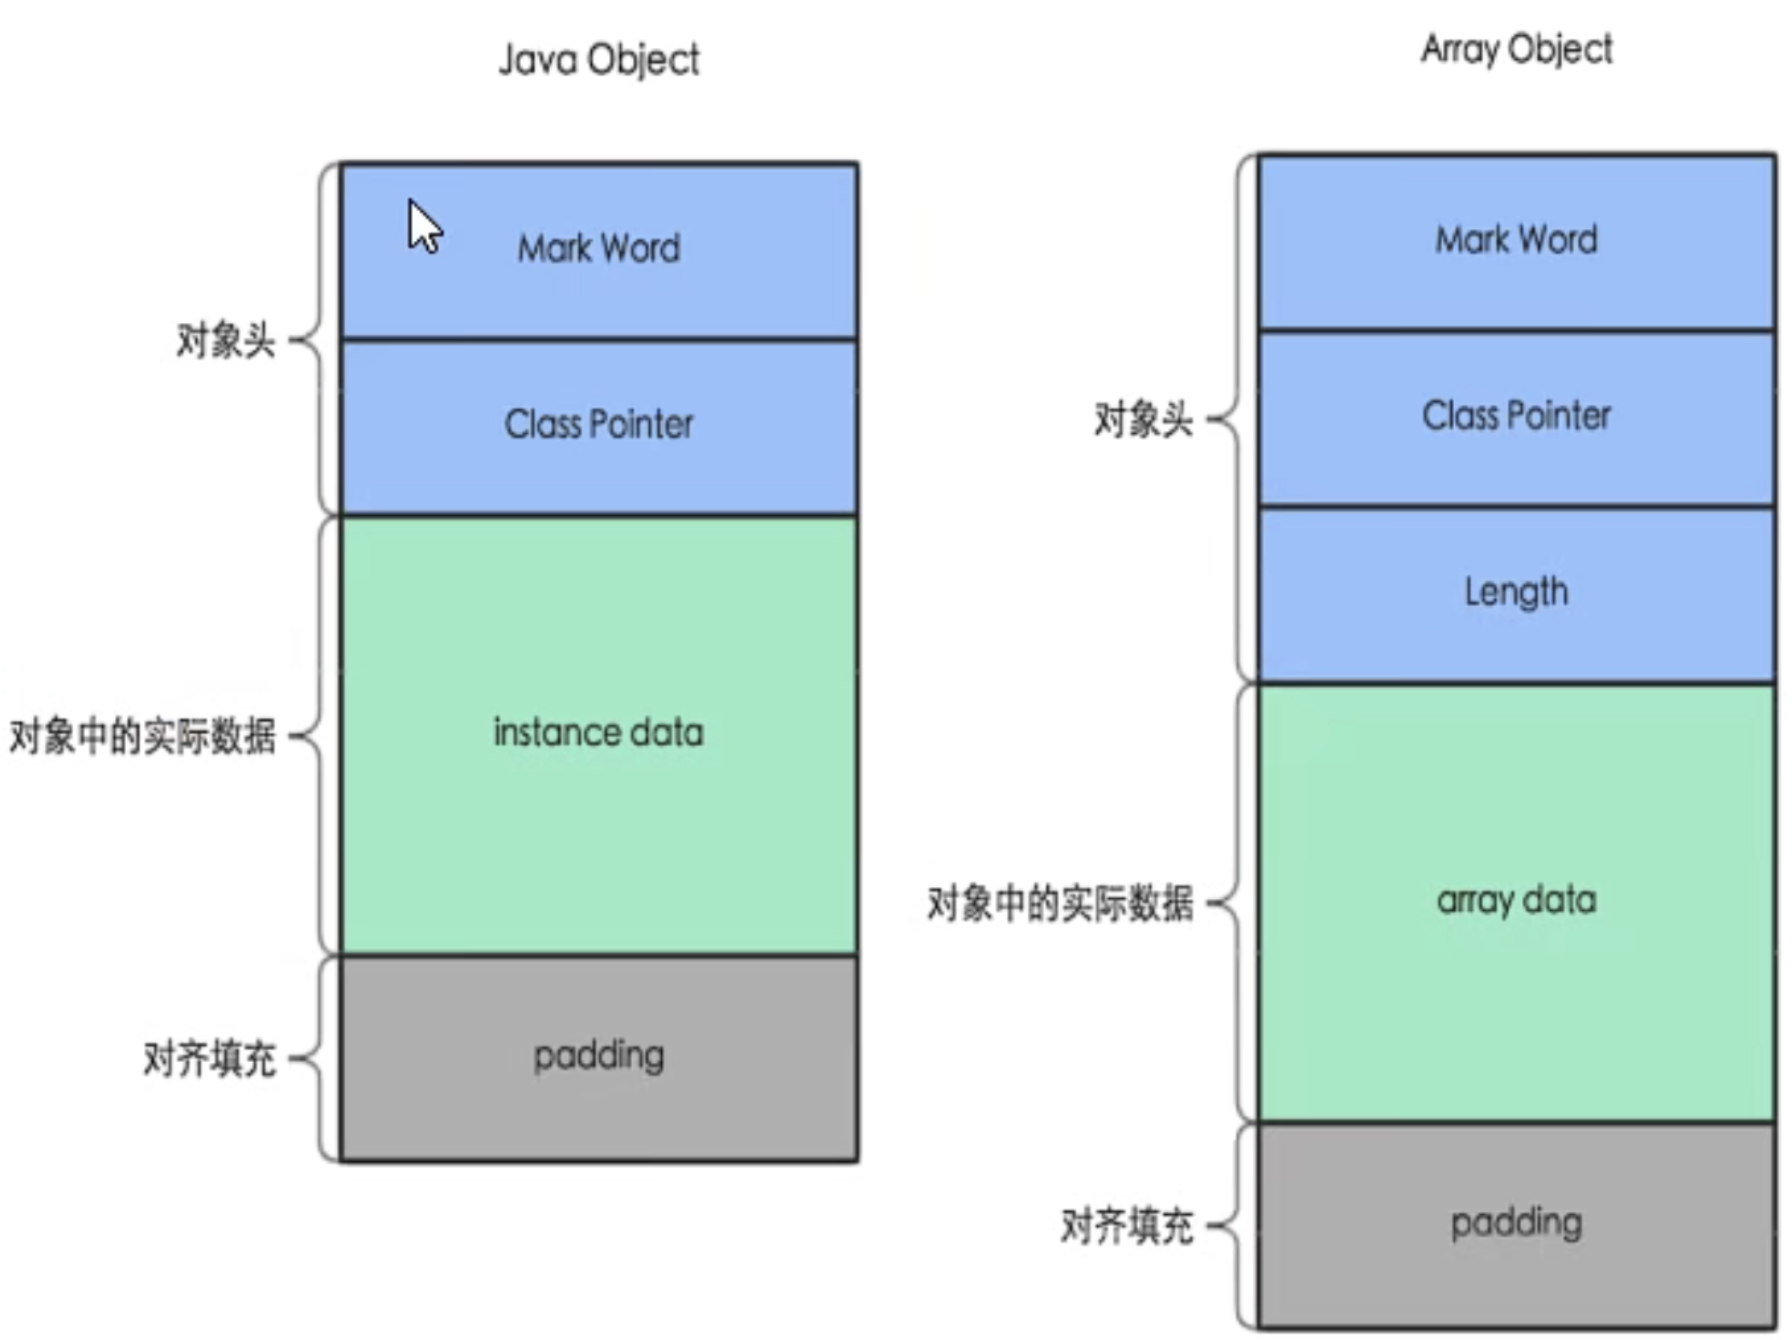 Java Object
Mark Word
对象头
Class Pointer
对象中的实际数据
instance data
对齐填充
padding
Array Object
Mark Word
对象头
Class Pointer
Length
对象中的实际数据
array data
对齐填充
padding